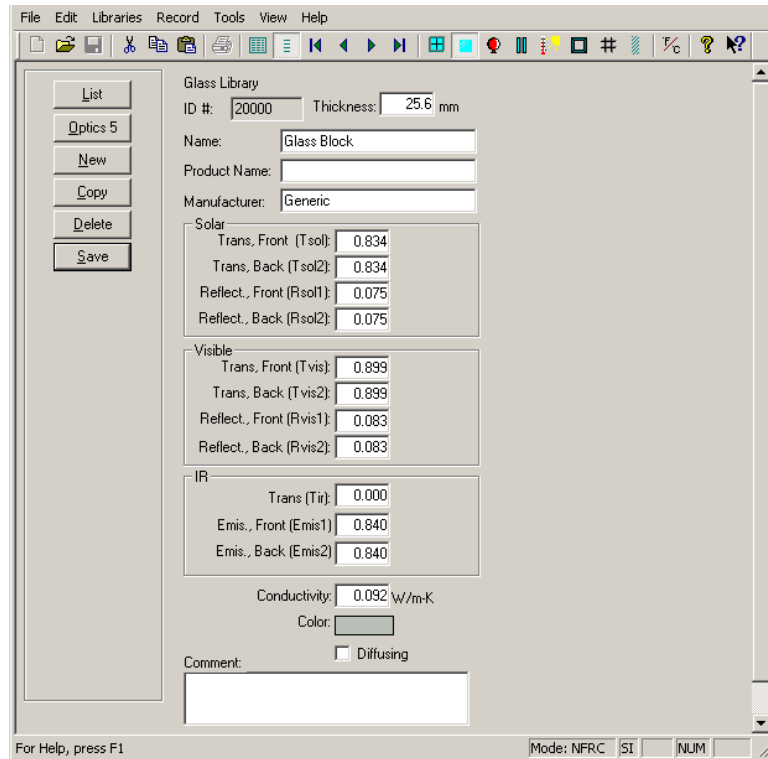 File Edit Libraries Record Tools View Help
°F/°C
List
Optics 5
New
Copy
Delete
Save
Glass Library
ID #: 20000 Thickness: 25.6 mm
Name: Glass Block
Product Name:
Manufacturer: Generic
Solar
Trans, Front (Tsol): 0.834
Trans, Back (Tsol2): 0.834
Reflect., Front (Rsol1): 0.075
Reflect., Back (Rsol2): 0.075
Visible
Trans, Front (Tvis): 0.899
Trans, Back (Tvis2): 0.899
Reflect., Front (Rvis1): 0.083
Reflect., Back (Rvis2): 0.083
IR
Trans (Tir): 0.000
Emis., Front (Emis1) 0.840
Emis., Back (Emis2) 0.840
Conductivity: 0.092 W/m-K
Color:
Diffusing
Comment:
For Help, press F1 Mode: NFRC SI NUM